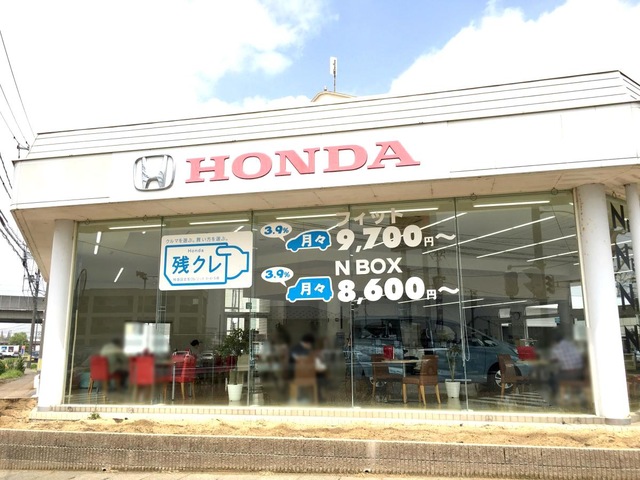 HONDA
クルマを選ぶ。買い方を選ぶ。
Honda
残クレ
3.9%
月々
フィット
9,700円〜
3.9%
月々
N BOX
8,600円〜
N
N
N
N